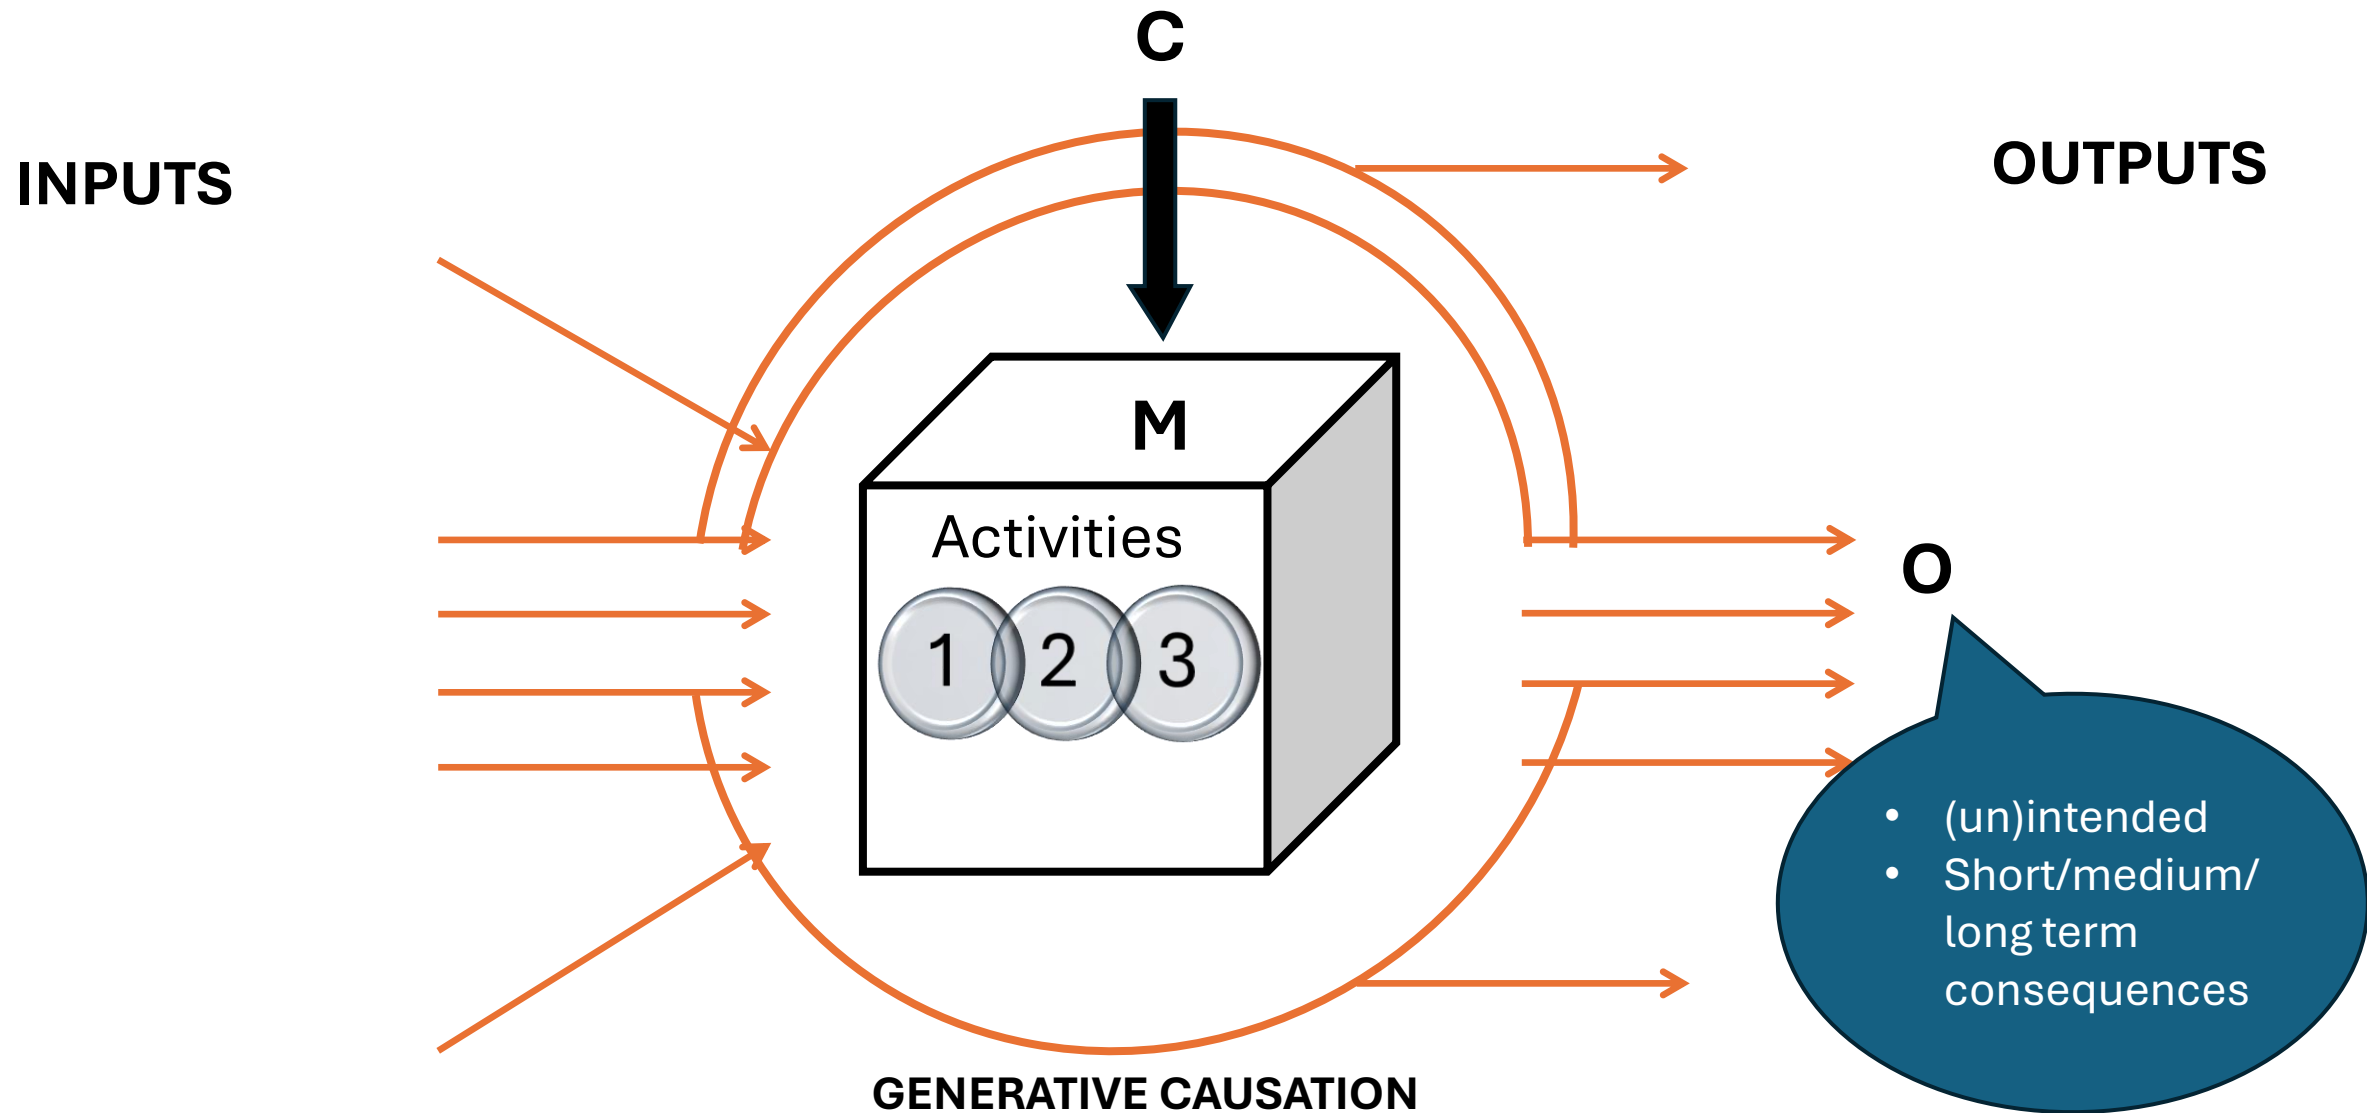 C
INPUTS
OUTPUTS
M
Activities
1 2 3
O
• (un)intended
• Short/medium/
long term
consequences
GENERATIVE CAUSATION